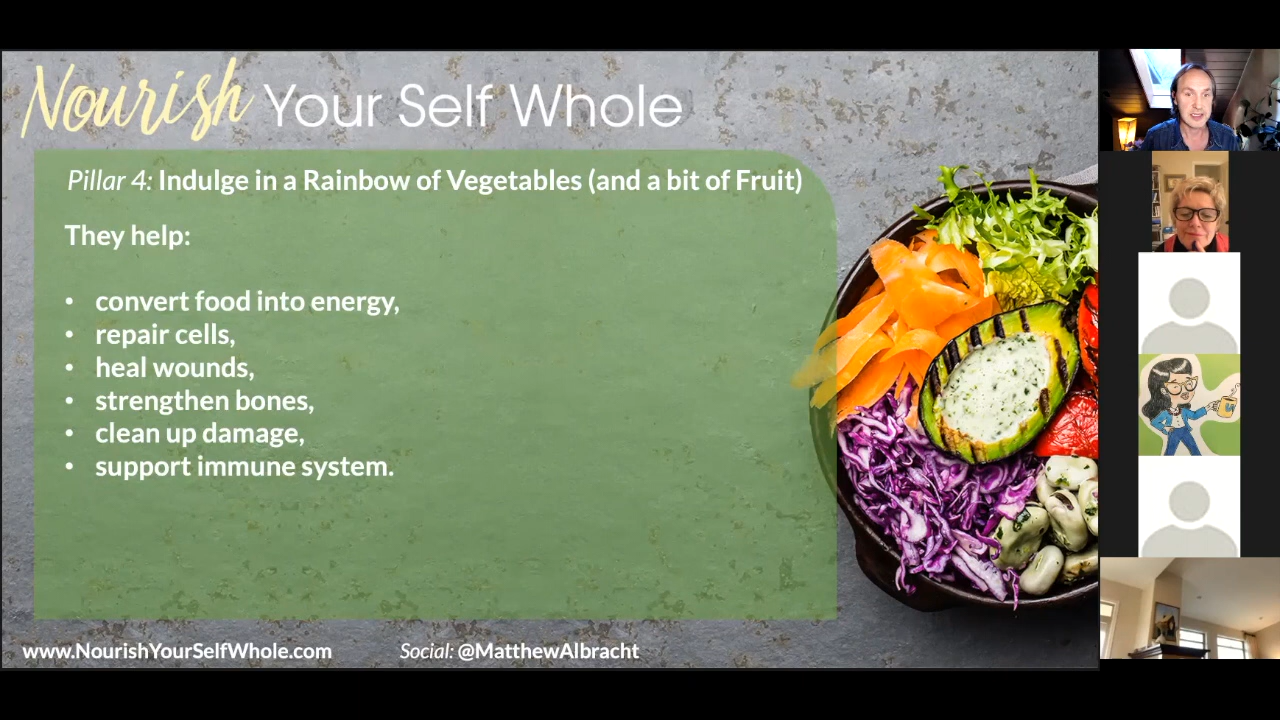 Nourish Your Self Whole
Pillar 4: Indulge in a Rainbow of Vegetables (and a bit of Fruit)
They help:
• convert food into energy,
• repair cells,
• heal wounds,
• strengthen bones,
• clean up damage,
• support immune system.
www.NourishYourSelfWhole.com Social: @MatthewAlbracht